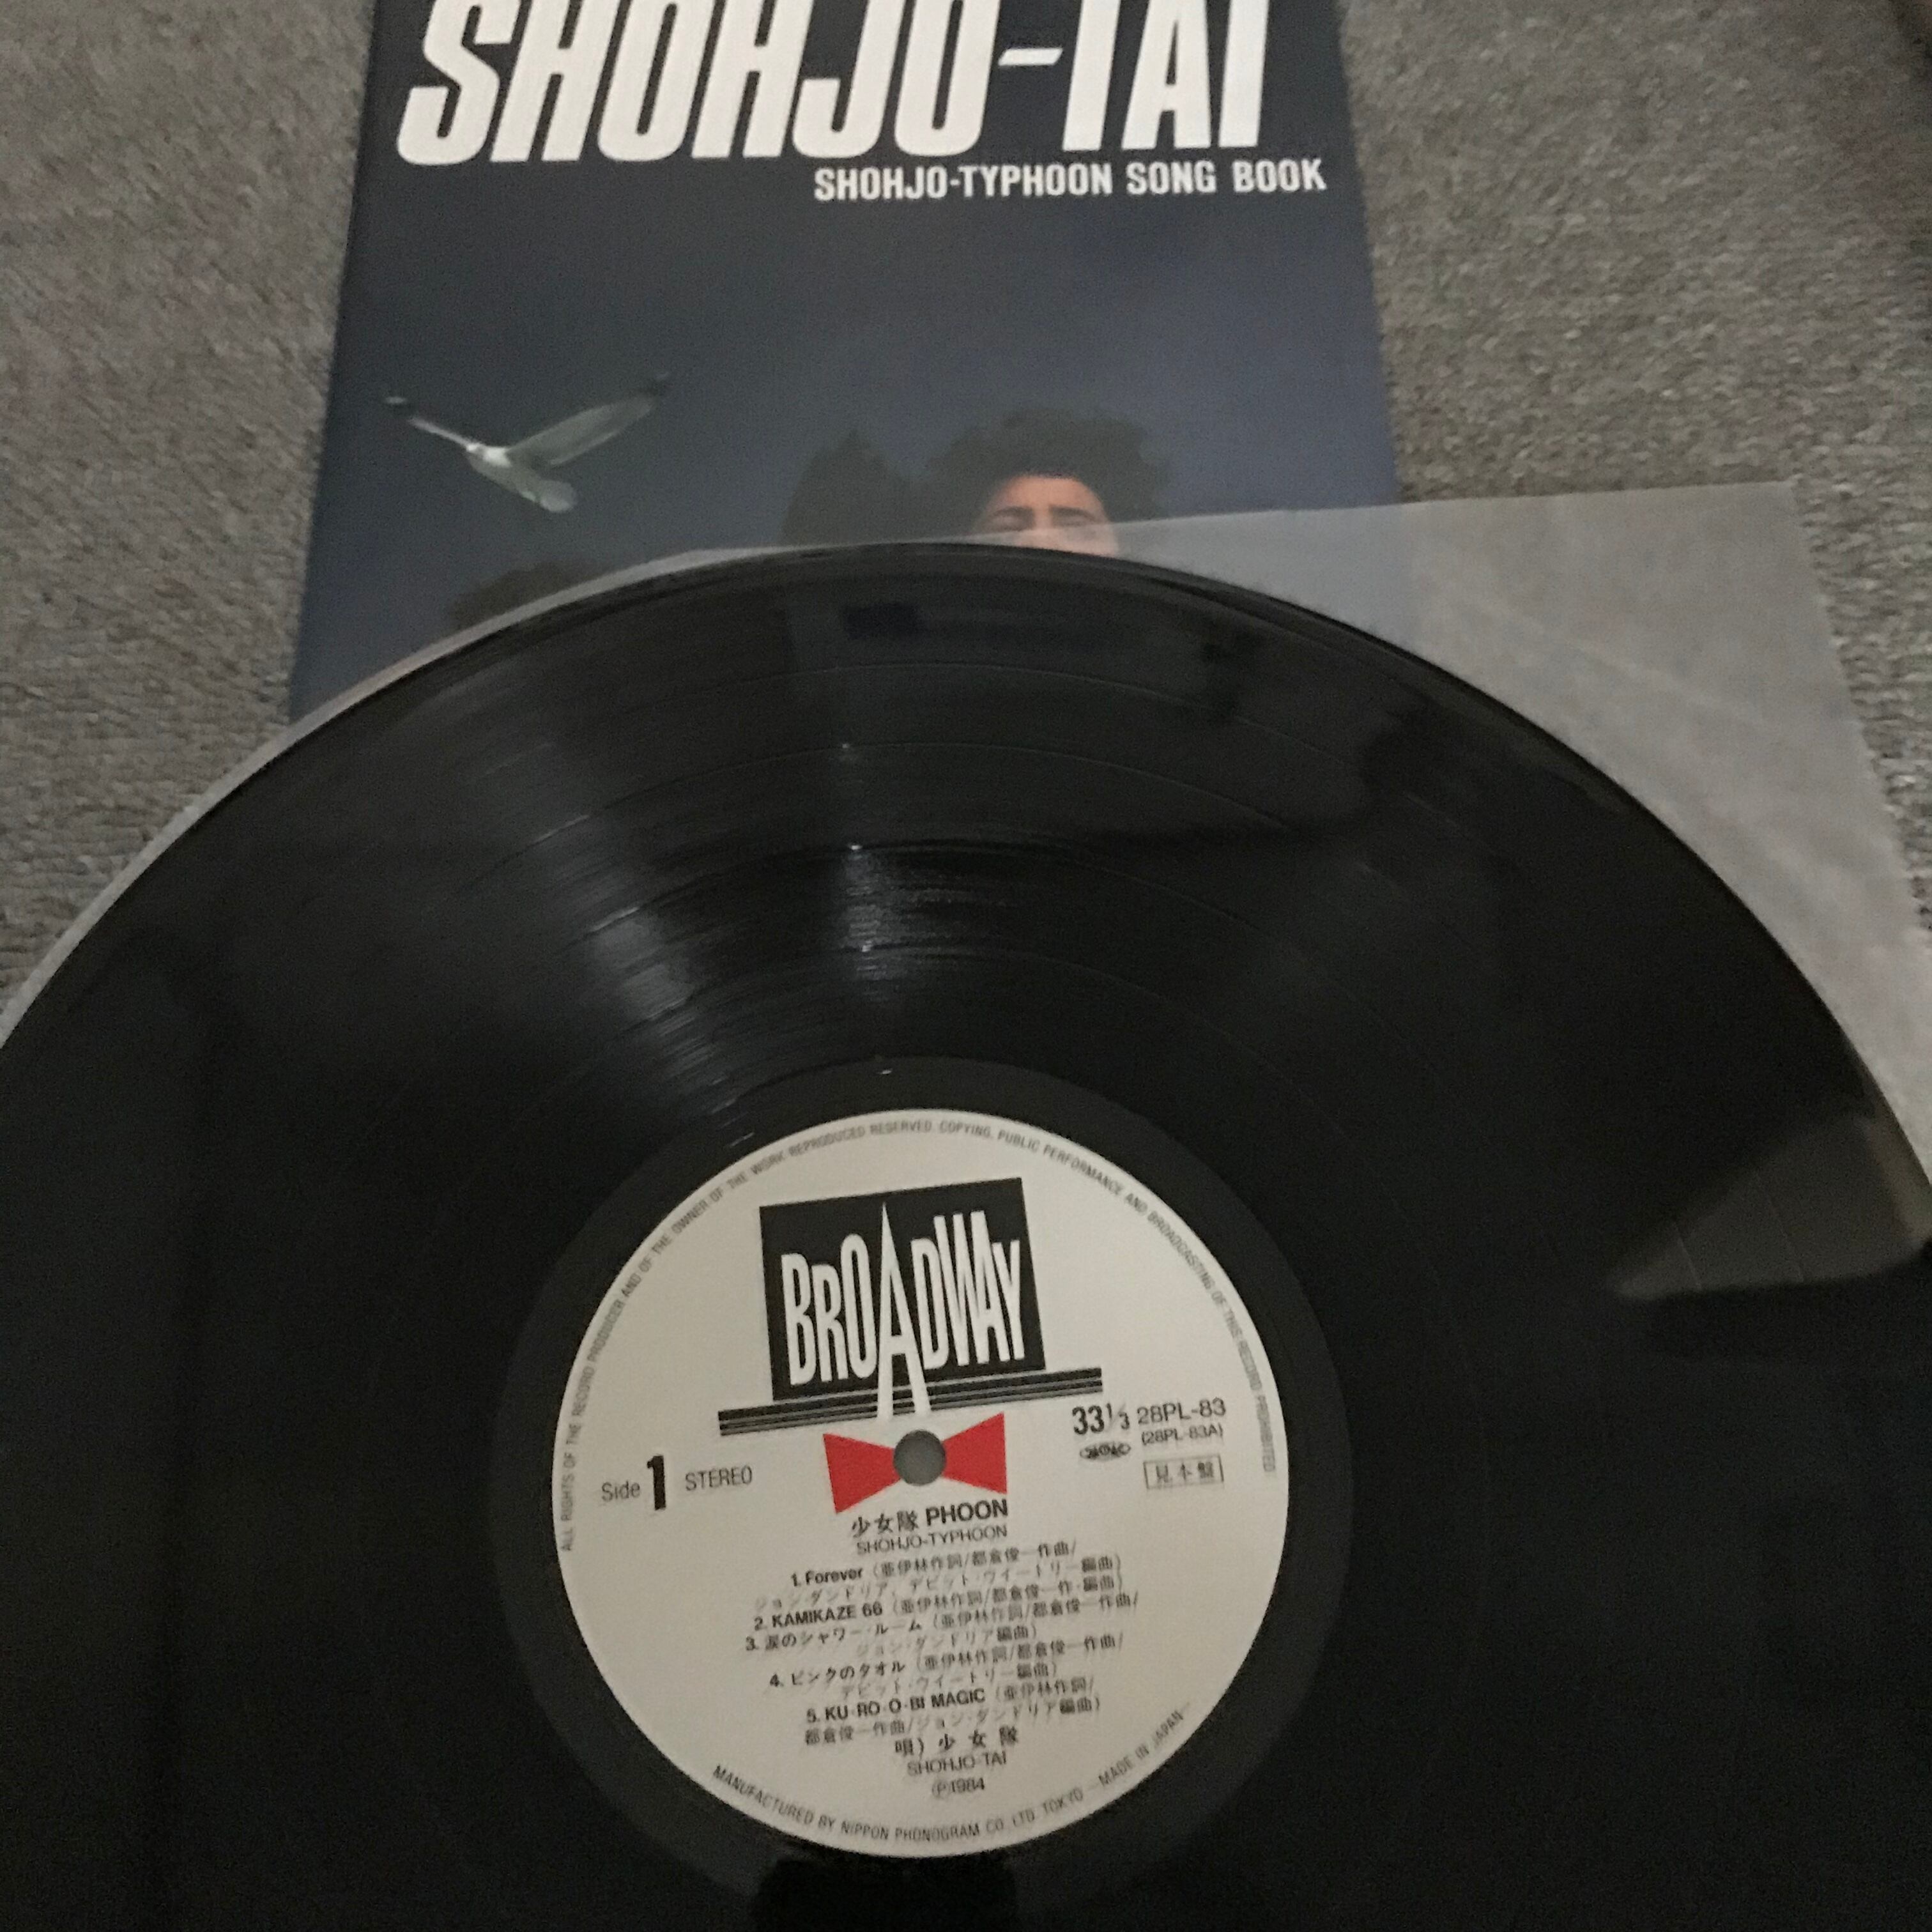 SHOHJO-TAI
SHOHJO-TYPHOON SONG BOOK
ALL RIGHTS OF THE RECORD PRODUCER AND OF THE OWNER OF THE WORK REPRODUCED RESERVED. COPYING, PUBLIC PERFORMANCE AND BROADCASTING OF THIS RECORD PROHIBITED
BROADWAY
33 1/3 28PL-83
(28PL-83A)
見本盤
Side 1 STEREO
少女隊 PHOON
SHOHJO-TYPHOON
1. Forever (亜伊林作詞/都倉俊一作曲/
ジョン・ダンドリア、デビット・ウイートリー編曲)
2. KAMIKAZE 66 (亜伊林作詞/都倉俊一作・編曲)
3. 涙のシャワー・ルーム (亜伊林作詞/都倉俊一作曲/
ジョン・ダンドリア編曲)
4. ピンクのタオル (亜伊林作詞/都倉俊一作曲/
デビット・ウイートリー編曲)
5. KU・RO・O・BI MAGIC (亜伊林作詞/
都倉俊一作曲/ジョン・ダンドリア編曲)
唄) 少女隊
SHOHJO-TAI
Ⓟ1984
MANUFACTURED BY NIPPON PHONOGRAM CO., LTD. TOKYO —MADE IN JAPAN—